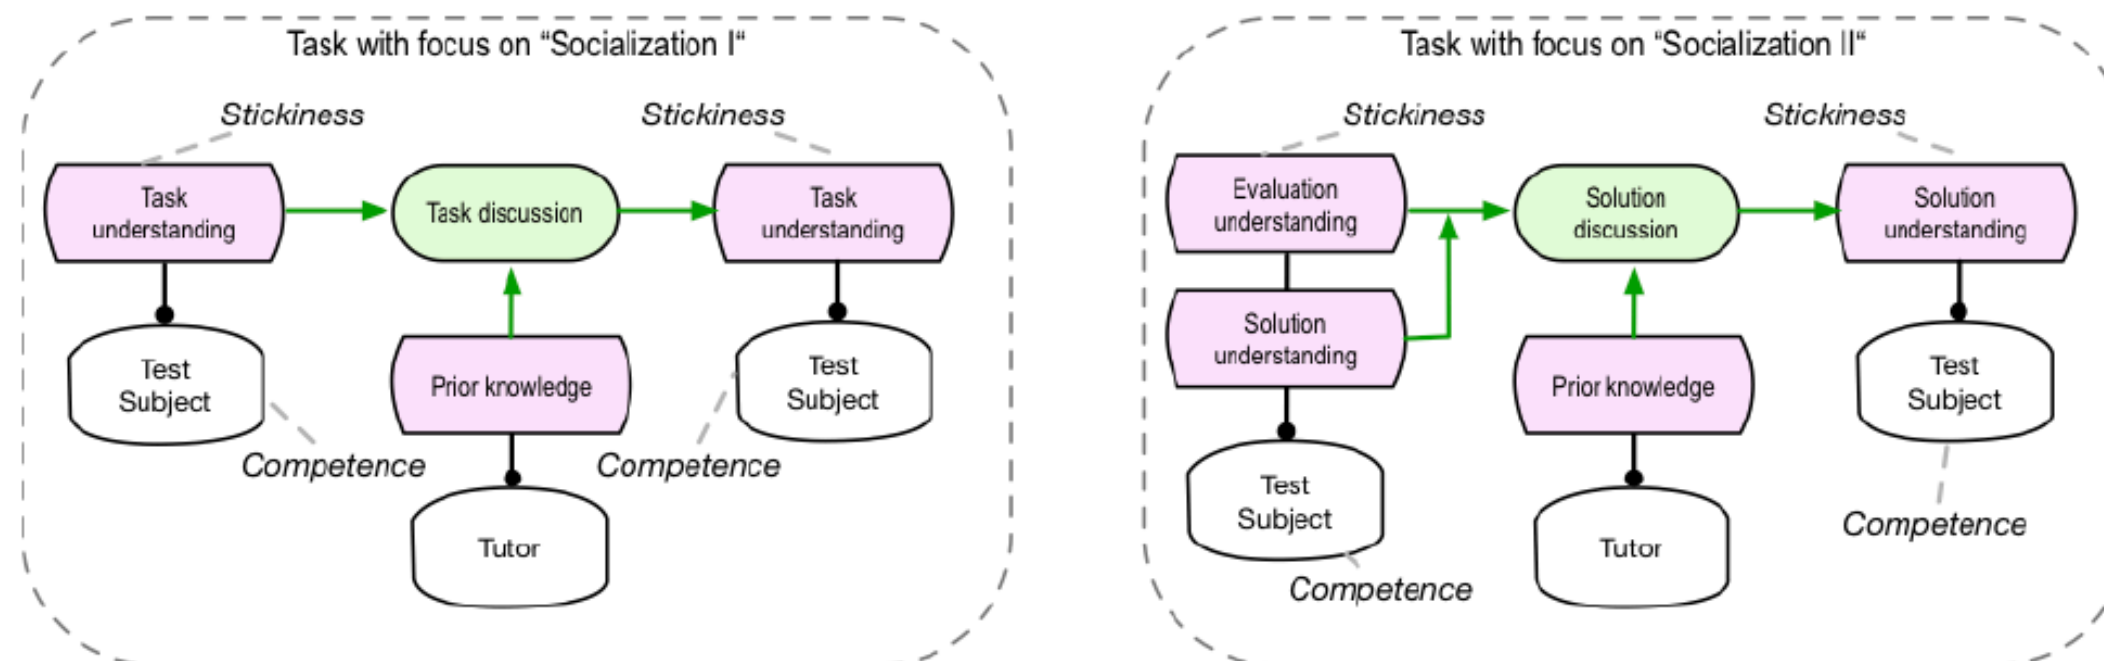 Task with focus on “Socialization I“
Stickiness
Stickiness
Task
understanding
Task discussion
Task
understanding
Test
Subject
Prior knowledge
Test
Subject
Competence
Competence
Tutor
Task with focus on “Socialization II“
Stickiness
Stickiness
Evaluation
understanding
Solution
discussion
Solution
understanding
Solution
understanding
Prior knowledge
Test
Subject
Test
Subject
Tutor
Competence
Competence